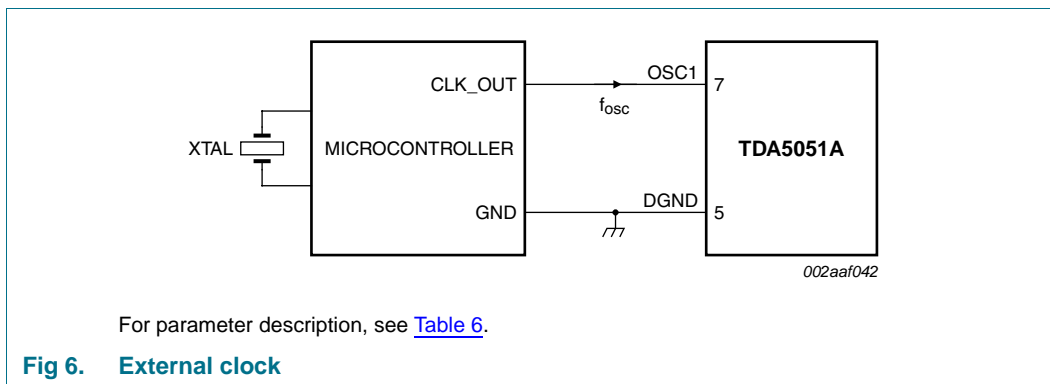 CLK_OUT
OSC1
7
fosc
XTAL
MICROCONTROLLER
TDA5051A
GND
DGND
5
002aaf042
For parameter description, see Table 6.
Fig 6. External clock